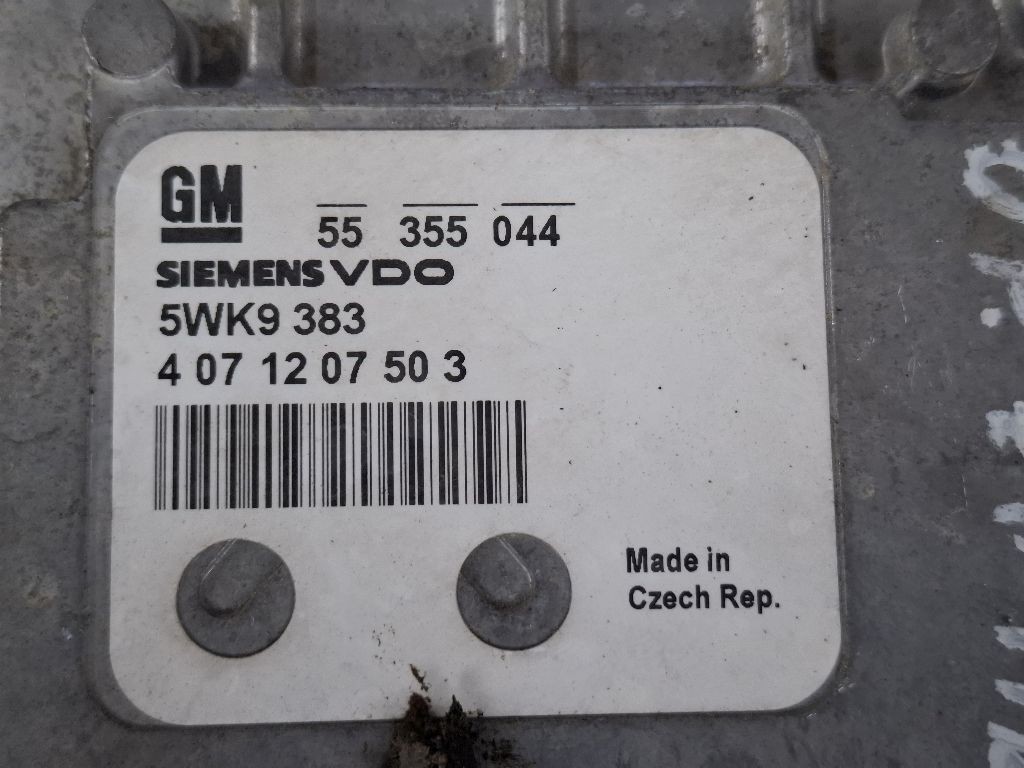 GM
55 355 044
SIEMENS VDO
5WK9 383
4 07 12 07 50 3
Made in
Czech Rep.